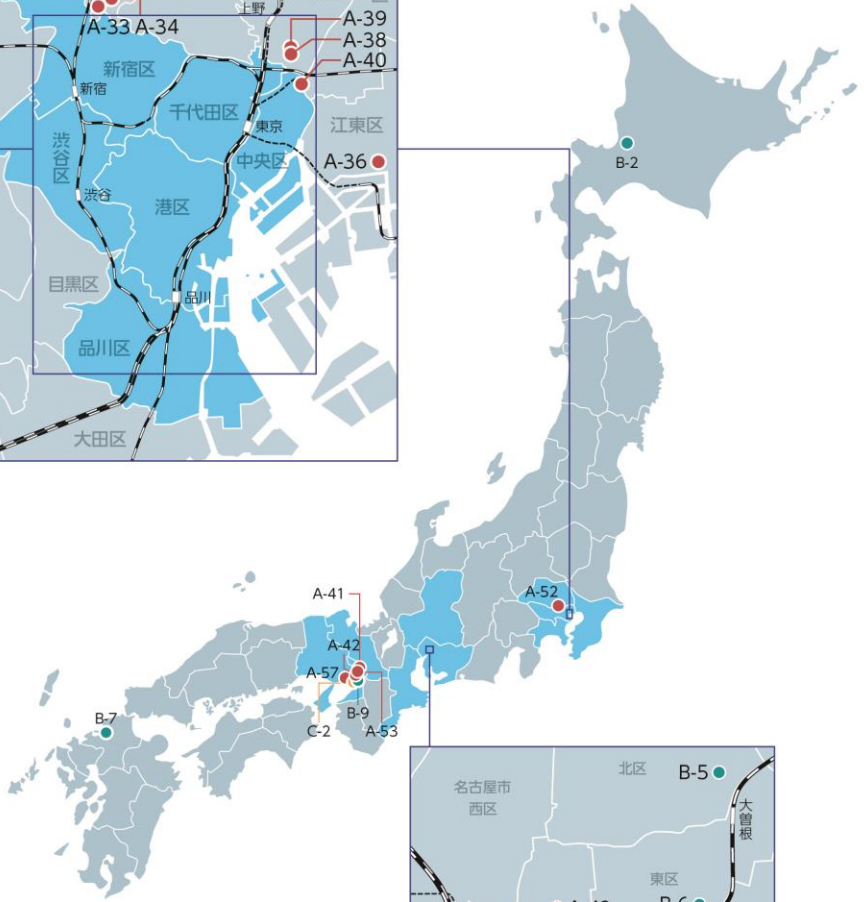 上野
A-39
A-33
A-34
A-38
A-40
新宿区
新宿
千代田区
東京
江東区
渋谷区
中央区
A-36
渋谷
港区
目黒区
品川
品川区
大田区
B-2
A-52
A-41
A-42
A-57
B-7
B-9
C-2
A-53
北区
B-5
名古屋市
西区
大曽根
東区